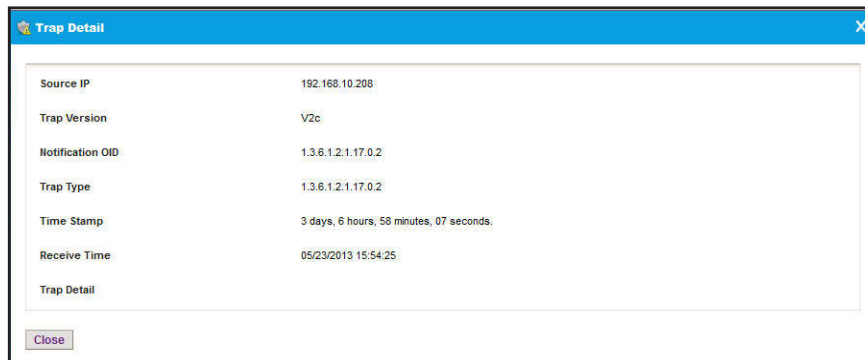 Trap Detail X
Source IP 192.168.10.208
Trap Version V2c
Notification OID 1.3.6.1.2.1.17.0.2
Trap Type 1.3.6.1.2.1.17.0.2
Time Stamp 3 days, 6 hours, 58 minutes, 07 seconds.
Receive Time 05/23/2013 15:54:25
Trap Detail
Close